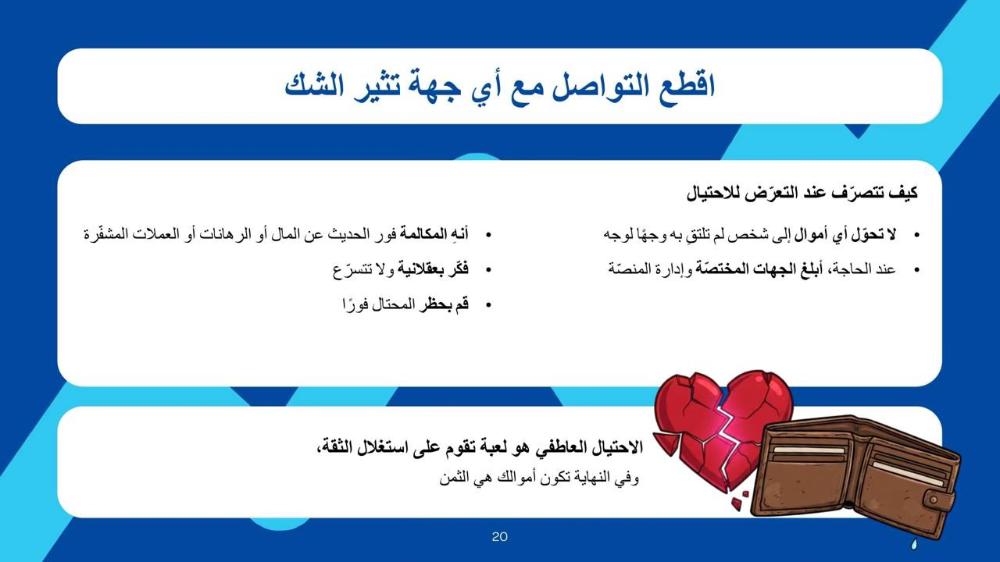 اقطع التواصل مع أي جهة تثير الشك
كيف تتصرّف عند التعرّض للاحتيال
• لا تحوّل أي أموال إلى شخص لم تلتقِ به وجهًا لوجه
• عند الحاجة، أبلغ الجهات المختصّة وإدارة المنصّة
• أنهِ المكالمة فور الحديث عن المال أو الرهانات أو العملات المشفّرة
• فكّر بعقلانية ولا تتسرّع
• قم بحظر المحتال فورًا
الاحتيال العاطفي هو لعبة تقوم على استغلال الثقة،
وفي النهاية تكون أموالك هي الثمن
20